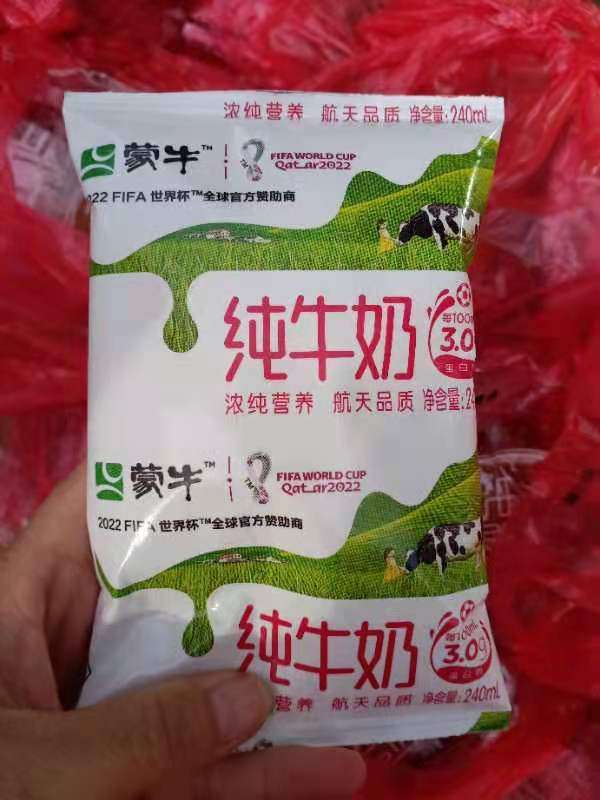 浓纯营养 航天品质 净含量:240mL
蒙牛™
FIFA WORLD CUP
Qatar2022
022 FIFA 世界杯™全球官方赞助商
纯牛奶
每100m
3.0
蛋白
浓纯营养 航天品质 净含量:24
蒙牛™
FIFA WORLD CUP
Qatar2022
2022 FIFA 世界杯™全球官方赞助商
纯牛奶
每100mL
3.0g
蛋白
营养 航天品质 净含量:240mL